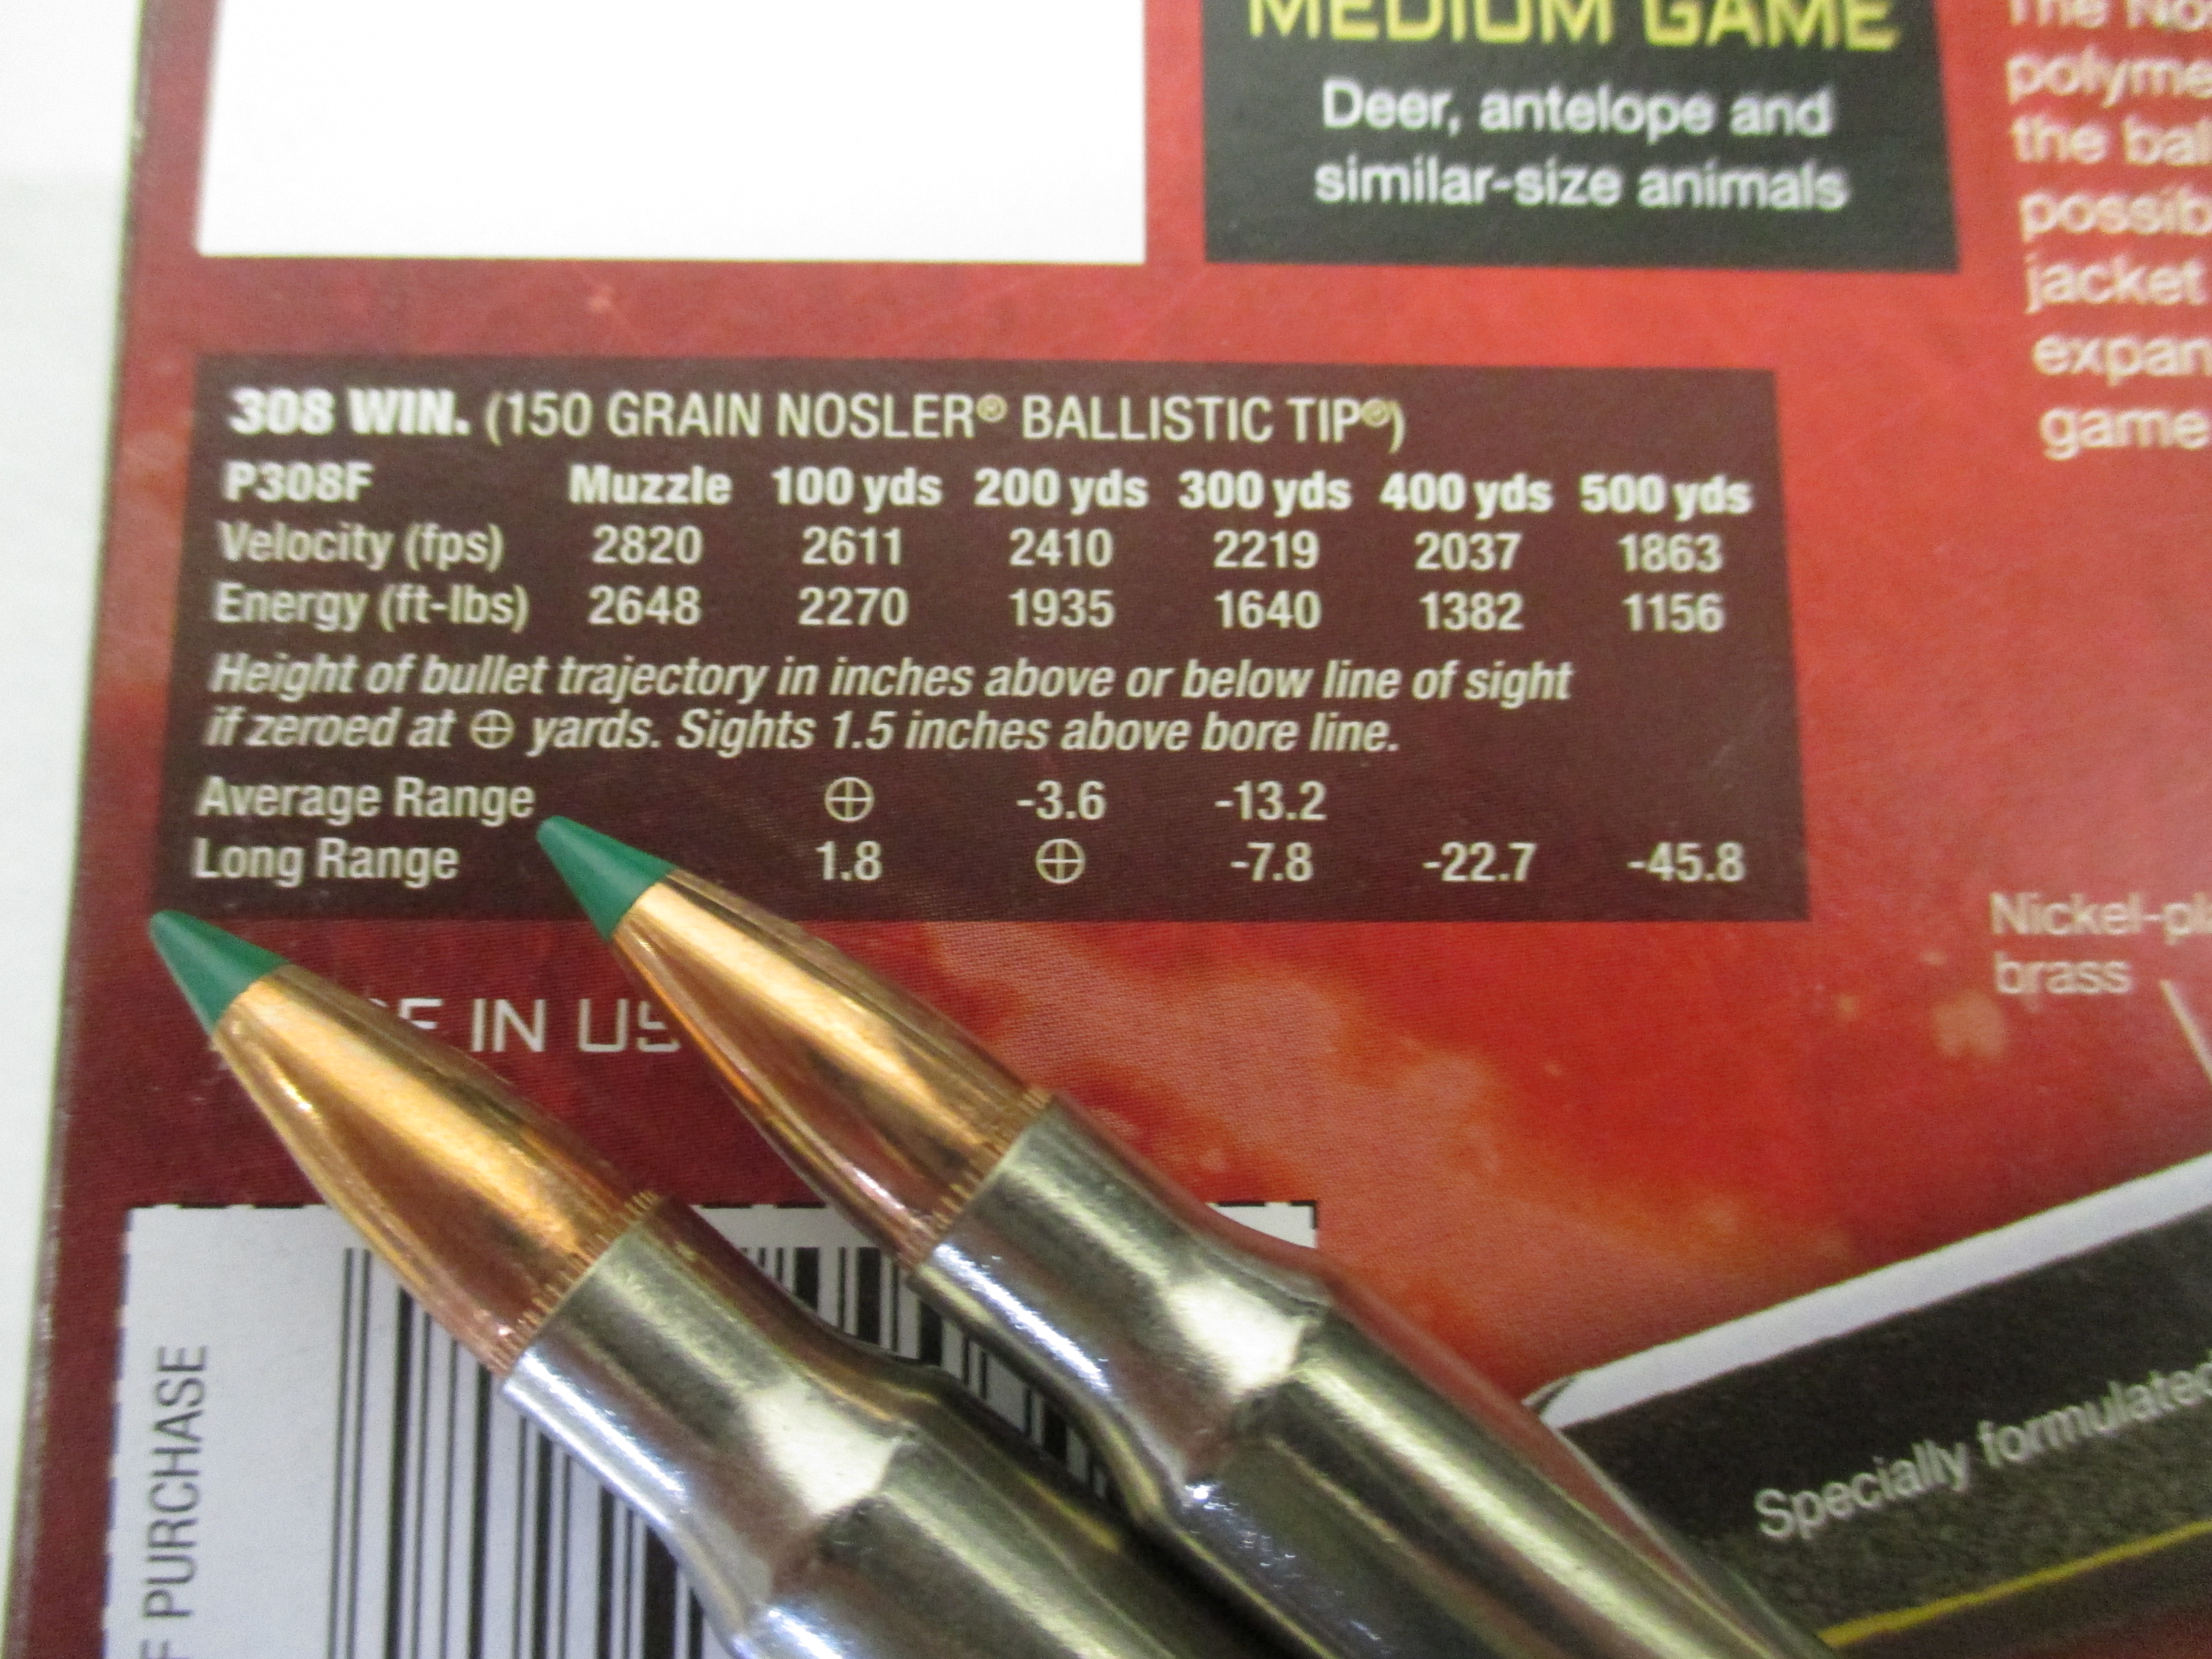 MEDIUM GAME
Deer, antelope and
similar-size animals
the
jacket
game
308 WIN. (150 GRAIN NOSLER® BALLISTIC TIP®)
P308F Muzzle 100 yds 200 yds 300 yds 400 yds 500 yds
Velocity (fps) 2820 2611 2410 2219 2037 1863
Energy (ft-lbs) 2648 2270 1935 1640 1382 1156
Height of bullet trajectory in inches above or below line of sight
if zeroed at ⊕ yards. Sights 1.5 inches above bore line.
Average Range ⊕ -3.6 -13.2
Long Range 1.8 ⊕ -7.8 -22.7 -45.8
Nickel-pl
brass
IN US
PURCHASE
Specially formulated